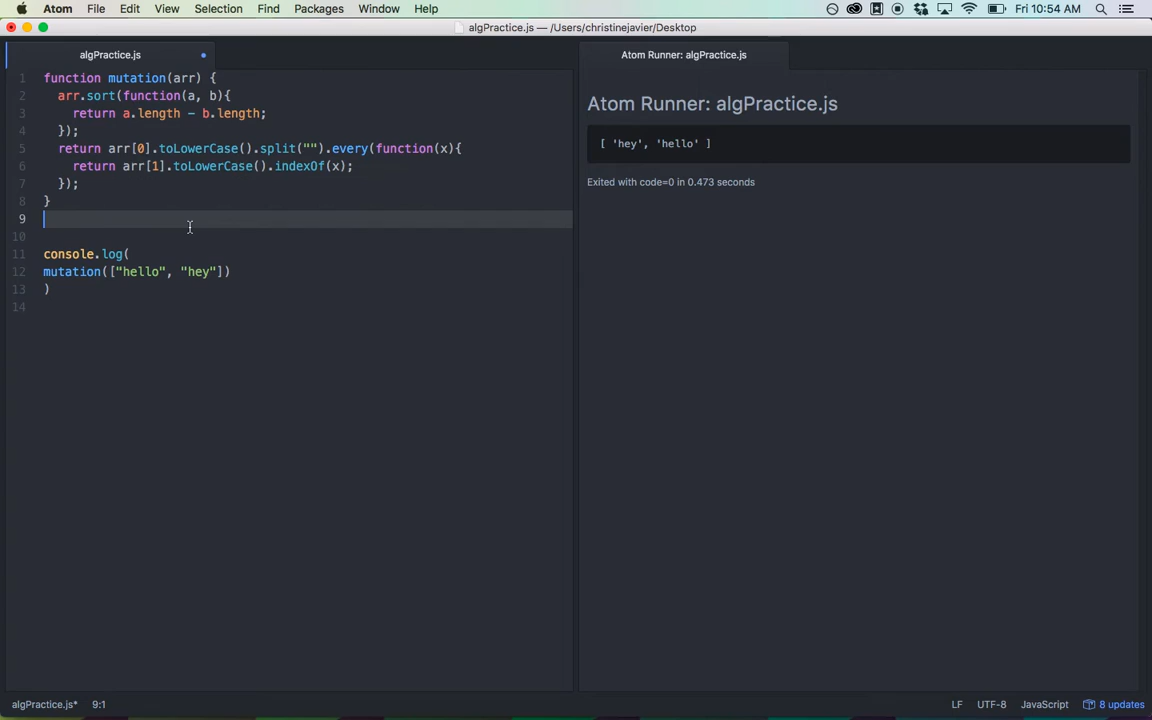 Atom File Edit View Selection Find Packages Window Help Fri 10:54 AM
algPractice.js — /Users/christinejavier/Desktop
algPractice.js
Atom Runner: algPractice.js
1 function mutation(arr) {
2 arr.sort(function(a, b){
3 return a.length - b.length;
4 });
5 return arr[0].toLowerCase().split("").every(function(x){
6 return arr[1].toLowerCase().indexOf(x);
7 });
8 }
9
10
11 console.log(
12 mutation(["hello", "hey"])
13 )
14
Atom Runner: algPractice.js
[ 'hey', 'hello' ]
Exited with code=0 in 0.473 seconds
algPractice.js* 9:1 LF UTF-8 JavaScript 8 updates